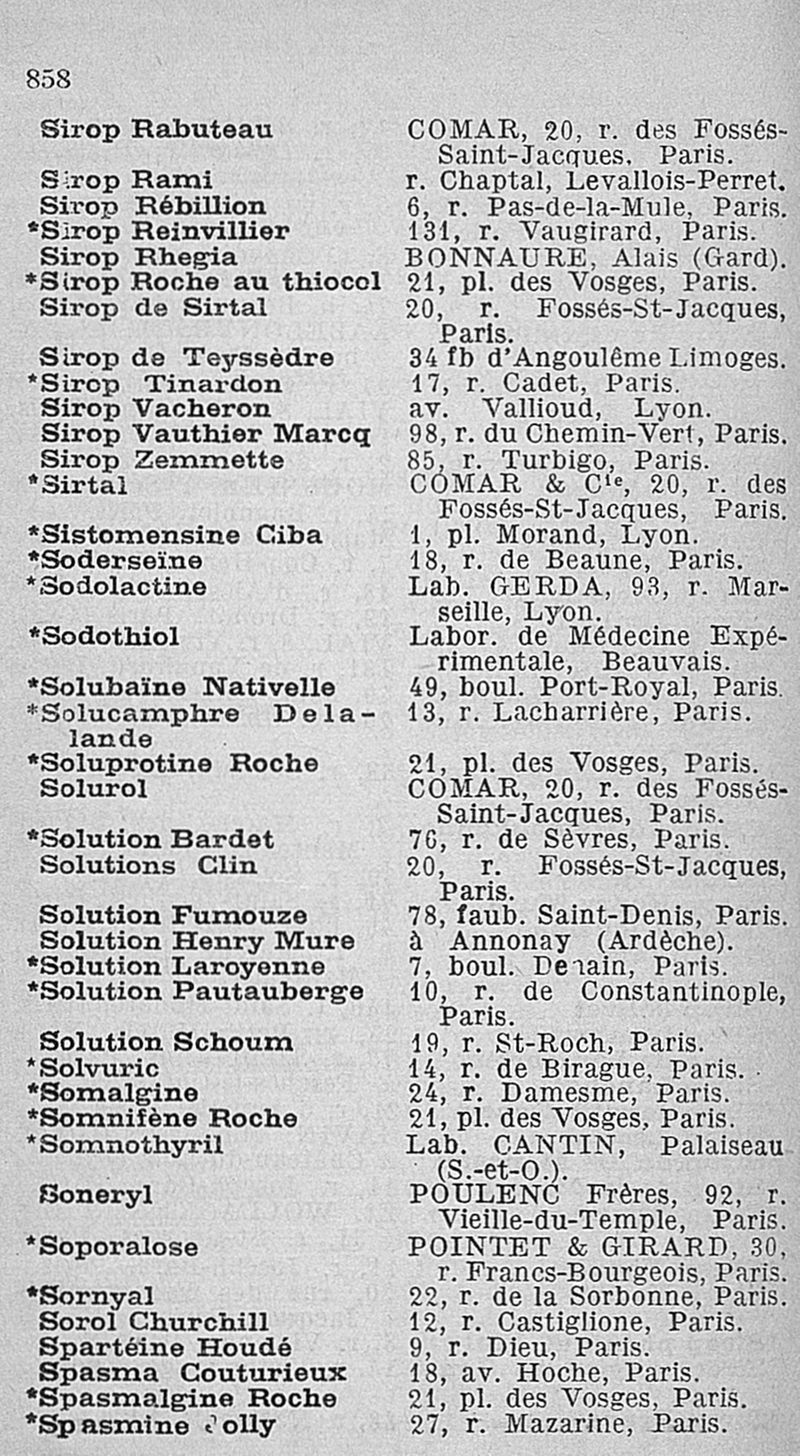 858
Sirop Rabuteau COMAR, 20, r. des Fossés-
Saint-Jacques, Paris.
Sirop Rami r. Chaptal, Levallois-Perret.
Sirop Rébillion 6, r. Pas-de-la-Mule, Paris.
*Sirop Reinvillier 131, r. Vaugirard, Paris.
Sirop Rhegia BONNAURE, Alais (Gard).
*Sirop Roche au thiocol 21, pl. des Vosges, Paris.
Sirop de Sirtal 20, r. Fossés-St-Jacques,
Paris.
Sirop de Teyssèdre 34 fb d'Angoulême Limoges.
*Sirop Tinardon 17, r. Cadet, Paris.
Sirop Vacheron av. Vallioud, Lyon.
Sirop Vauthier Marcq 98, r. du Chemin-Vert, Paris.
Sirop Zemmette 85, r. Turbigo, Paris.
*Sirtal COMAR & Cie, 20, r. des
Fossés-St-Jacques, Paris.
*Sistomensine Ciba 1, pl. Morand, Lyon.
*Soderseïne 18, r. de Beaune, Paris.
*Sodolactine Lab. GERDA, 93, r. Mar-
seille, Lyon.
*Sodothiol Labor. de Médecine Expé-
rimentale, Beauvais.
*Solubaïne Nativelle 49, boul. Port-Royal, Paris.
*Solucamphre Dela- 13, r. Lacharrière, Paris.
lande
*Soluprotine Roche 21, pl. des Vosges, Paris.
Solurol COMAR, 20, r. des Fossés-
Saint-Jacques, Paris.
*Solution Bardet 76, r. de Sèvres, Paris.
Solutions Clin 20, r. Fossés-St-Jacques,
Paris.
Solution Fumouze 78, faub. Saint-Denis, Paris.
Solution Henry Mure à Annonay (Ardèche).
*Solution Laroyenne 7, boul. Denain, Paris.
*Solution Pautauberge 10, r. de Constantinople,
Paris.
Solution Schoum 19, r. St-Roch, Paris.
*Solvuric 14, r. de Birague, Paris.
*Somalgine 24, r. Damesme, Paris.
*Somnifène Roche 21, pl. des Vosges, Paris.
*Somnothyril Lab. CANTIN, Palaiseau
(S.-et-O.).
Soneryl POULENC Frères, 92, r.
Vieille-du-Temple, Paris.
*Soporalose POINTET & GIRARD, 30,
r. Francs-Bourgeois, Paris.
*Sornyal 22, r. de la Sorbonne, Paris.
Sorol Churchill 12, r. Castiglione, Paris.
Spartéine Houdé 9, r. Dieu, Paris.
Spasma Couturieux 18, av. Hoche, Paris.
*Spasmalgine Roche 21, pl. des Vosges, Paris.
*Spasmine Jolly 27, r. Mazarine, Paris.